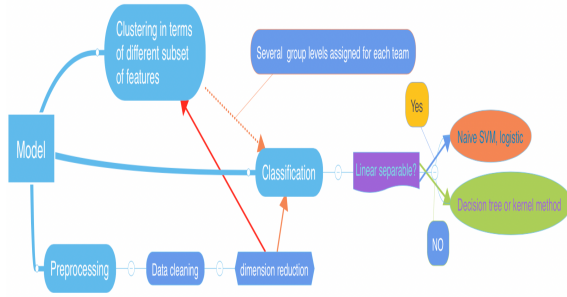 Clustering in terms
of different subset
of features
Several group levels assigned for each team
Yes
Model
Naive SVM, logistic
Classification
Linear separable?
Decision tree or kernel method
NO
Preprocessing
Data cleaning
dimension reduction